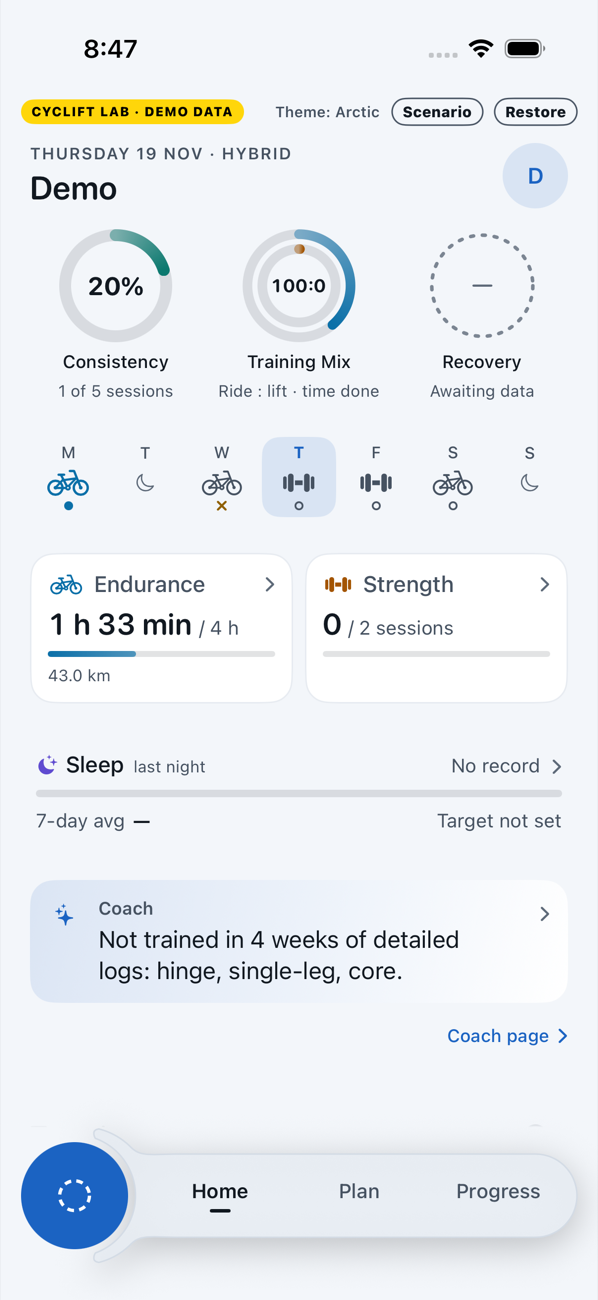 8:47
CYCLIFT LAB · DEMO DATA
Theme: Arctic
Scenario
Restore
THURSDAY 19 NOV · HYBRID
Demo
D
20%
100:0
—
Consistency
Training Mix
Recovery
1 of 5 sessions
Ride : lift · time done
Awaiting data
M T W T F S S
Endurance
1 h 33 min / 4 h
43.0 km
Strength
0 / 2 sessions
Sleep last night
No record
7-day avg —
Target not set
Coach
Not trained in 4 weeks of detailed
logs: hinge, single-leg, core.
Coach page
Home
Plan
Progress